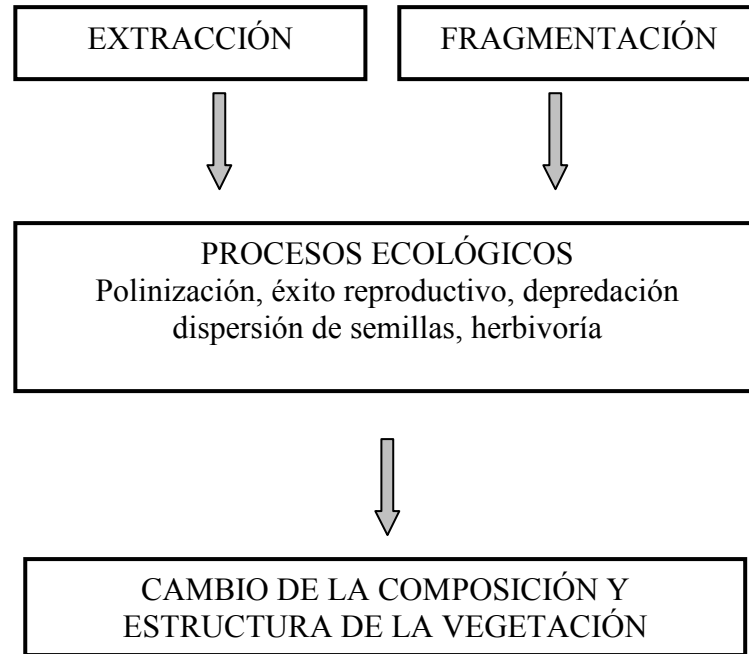 EXTRACCIÓN
FRAGMENTACIÓN
PROCESOS ECOLÓGICOS
Polinización, éxito reproductivo, depredación
dispersión de semillas, herbivoría
CAMBIO DE LA COMPOSICIÓN Y
ESTRUCTURA DE LA VEGETACIÓN